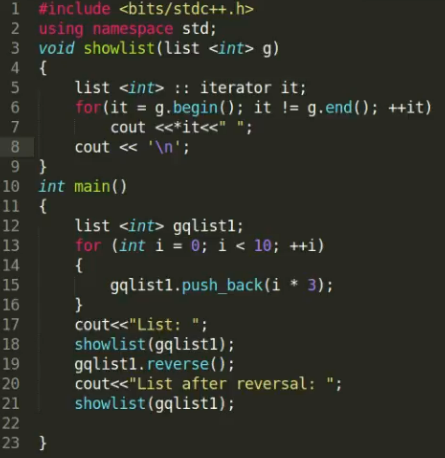 1 #include <bits/stdc++.h>
2 using namespace std;
3 void showlist(list <int> g)
4 {
5     list <int> :: iterator it;
6     for(it = g.begin(); it != g.end(); ++it)
7         cout <<*it<<" ";
8     cout << '\n';
9 }
10 int main()
11 {
12     list <int> gqlist1;
13     for (int i = 0; i < 10; ++i)
14     {
15         gqlist1.push_back(i * 3);
16     }
17     cout<<"List: ";
18     showlist(gqlist1);
19     gqlist1.reverse();
20     cout<<"List after reversal: ";
21     showlist(gqlist1);
22
23 }